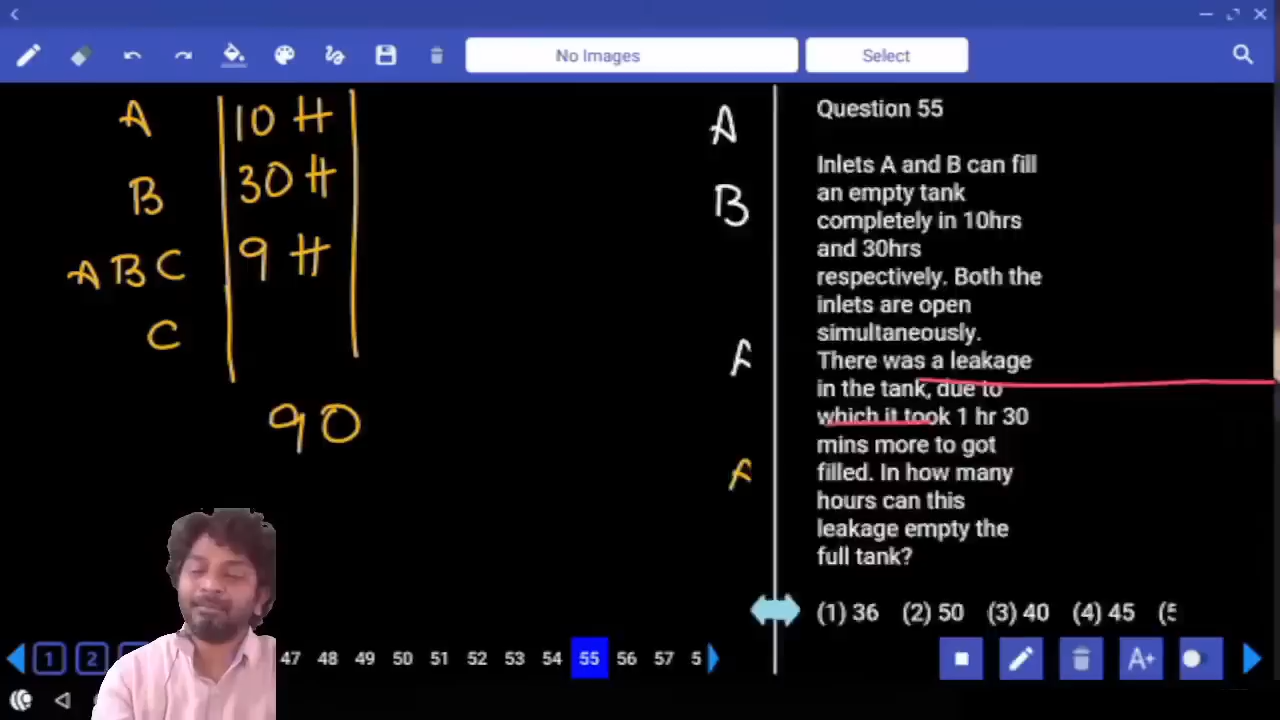 No Images
Select
A 10 H
B 30 H
A B C 9 H
C
90
A
B
Question 55
Inlets A and B can fill
an empty tank
completely in 10hrs
and 30hrs
respectively. Both the
inlets are open
simultaneously.
There was a leakage
in the tank, due to
which it took 1 hr 30
mins more to got
filled. In how many
hours can this
leakage empty the
full tank?
(1) 36 (2) 50 (3) 40 (4) 45
1 2 47 48 49 50 51 52 53 54 55 56 57 5
A+